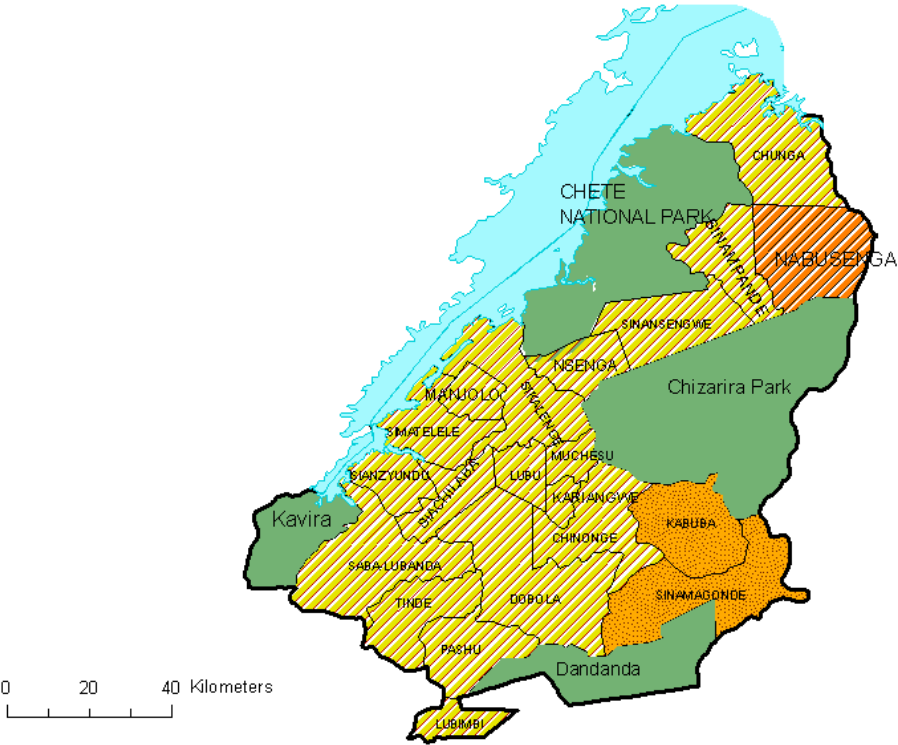 CHUNGA
CHETE
NATIONAL PARK
SINAMPANDE
NABUSENGA
SINANSENGWE
NSENGA
Chizarira Park
MANJOLO
SIKALENGE
SIMATELELE
MUCHESU
SIANZYUNDU
SIACHILABA
LUBU
KARIANGWE
Kavira
KABUBA
CHINONGE
SABA-LUBANDA
TINDE
DOBOLA
SINAMAGONDE
PASHU
Dandanda
0 20 40 Kilometers
LUBIMBI